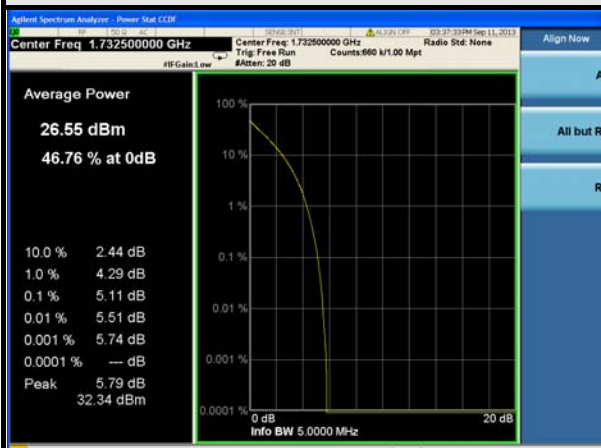 Agilent Spectrum Analyzer - Power Stat CCDF
RF 50 Ω AC SENSE:INT ALIGN OFF 03:37:33 PM Sep 11, 2013
Center Freq 1.732500000 GHz
Center Freq: 1.732500000 GHz Radio Std: None
Trig: Free Run Counts:660 k/1.00 Mpt
#IFGain:Low #Atten: 20 dB
Align Now
A
All but R
R
Average Power
26.55 dBm
46.76 % at 0dB
10.0 % 2.44 dB
1.0 % 4.29 dB
0.1 % 5.11 dB
0.01 % 5.51 dB
0.001 % 5.74 dB
0.0001 % --- dB
Peak 5.79 dB
32.34 dBm
100 %
10 %
1 %
0.1 %
0.01 %
0.001 %
0.0001 %
0 dB 20 dB
Info BW 5.0000 MHz